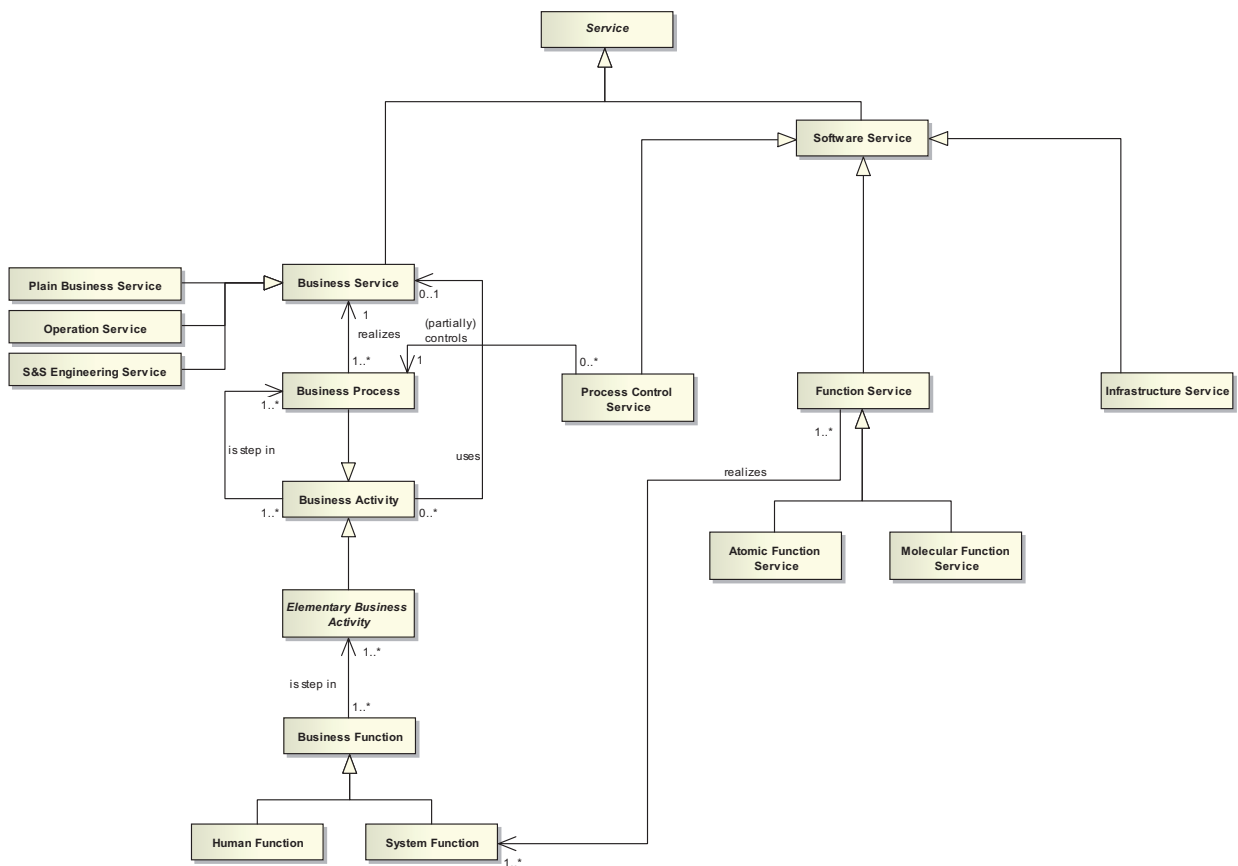 Service
Software Service
Plain Business Service
Business Service
0..1
Operation Service
1
realizes
(partially)
controls
S&S Engineering Service
1..*
1
0..*
Business Process
1..*
Process Control
Service
Function Service
Infrastructure Service
1..*
is step in
uses
realizes
Business Activity
1..*
0..*
Atomic Function
Service
Molecular Function
Service
Elementary Business
Activity
1..*
is step in
1..*
Business Function
Human Function
System Function
1..*